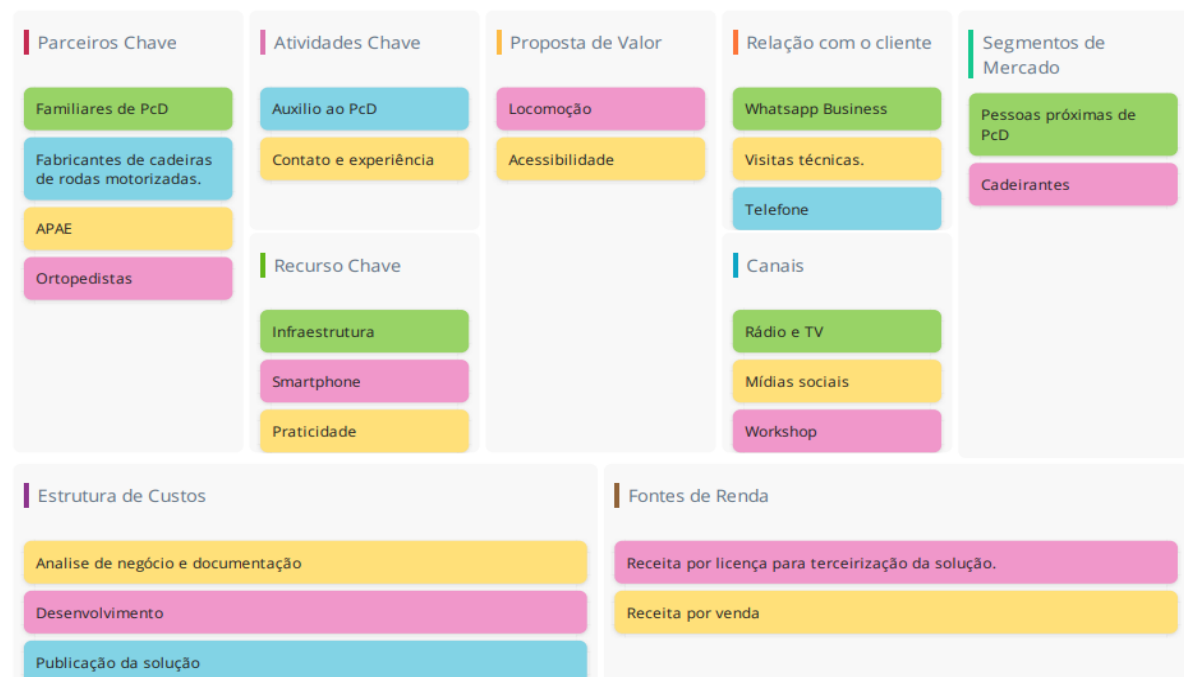 Parceiros Chave
Familiares de PcD
Fabricantes de cadeiras
de rodas motorizadas.
APAE
Ortopedistas
Atividades Chave
Auxilio ao PcD
Contato e experiência
Recurso Chave
Infraestrutura
Smartphone
Praticidade
Proposta de Valor
Locomoção
Acessibilidade
Relação com o cliente
Whatsapp Business
Visitas técnicas.
Telefone
Canais
Rádio e TV
Mídias sociais
Workshop
Segmentos de
Mercado
Pessoas próximas de
PcD
Cadeirantes
Estrutura de Custos
Analise de negócio e documentação
Desenvolvimento
Publicação da solução
Fontes de Renda
Receita por licença para terceirização da solução.
Receita por venda